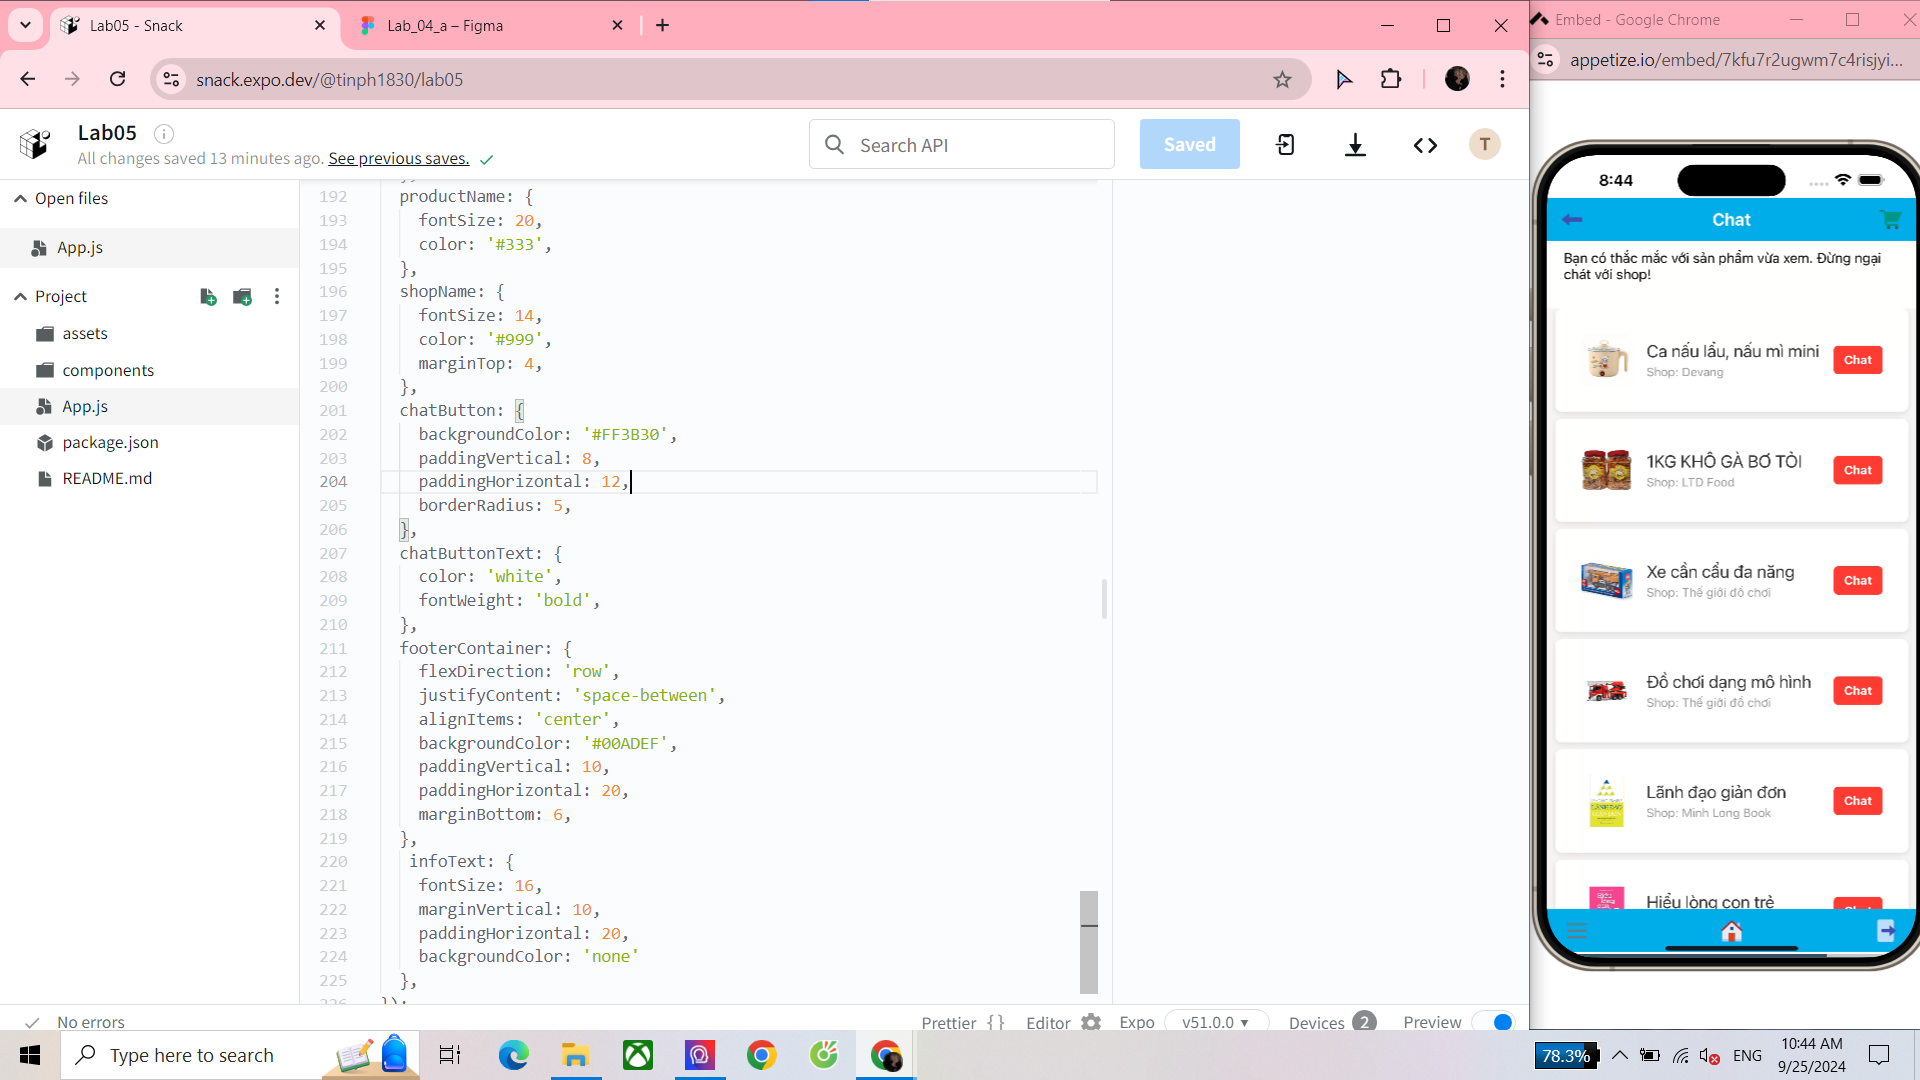 Lab05 - Snack
Lab_04_a – Figma
snack.expo.dev/@tinph1830/lab05
Lab05
All changes saved 13 minutes ago. See previous saves.
Search API
Saved
T
Open files
App.js
Project
assets
components
App.js
package.json
README.md
192 productName: {
193 fontSize: 20,
194 color: '#333',
195 },
196 shopName: {
197 fontSize: 14,
198 color: '#999',
199 marginTop: 4,
200 },
201 chatButton: {
202 backgroundColor: '#FF3B30',
203 paddingVertical: 8,
204 paddingHorizontal: 12,
205 borderRadius: 5,
206 },
207 chatButtonText: {
208 color: 'white',
209 fontWeight: 'bold',
210 },
211 footerContainer: {
212 flexDirection: 'row',
213 justifyContent: 'space-between',
214 alignItems: 'center',
215 backgroundColor: '#00ADEF',
216 paddingVertical: 10,
217 paddingHorizontal: 20,
218 marginBottom: 6,
219 },
220 infoText: {
221 fontSize: 16,
222 marginVertical: 10,
223 paddingHorizontal: 20,
224 backgroundColor: 'none'
225 },
226 });
No errors
Prettier { }
Editor
Expo
v51.0.0
Devices 2
Preview
Embed - Google Chrome
appetize.io/embed/7kfu7r2ugwm7c4risjyi...
8:44
Chat
Bạn có thắc mắc với sản phẩm vừa xem. Đừng ngại
chát với shop!
Ca nấu lẩu, nấu mì mini
Shop: Devang
Chat
1KG KHÔ GÀ BƠ TỎI
Shop: LTD Food
Chat
Xe cần cẩu đa năng
Shop: Thế giới đồ chơi
Chat
Đồ chơi dạng mô hình
Shop: Thế giới đồ chơi
Chat
Lãnh đạo giản đơn
Shop: Minh Long Book
Chat
Hiểu lòng con trẻ
Chat
Type here to search
78.3%
ENG
10:44 AM
9/25/2024